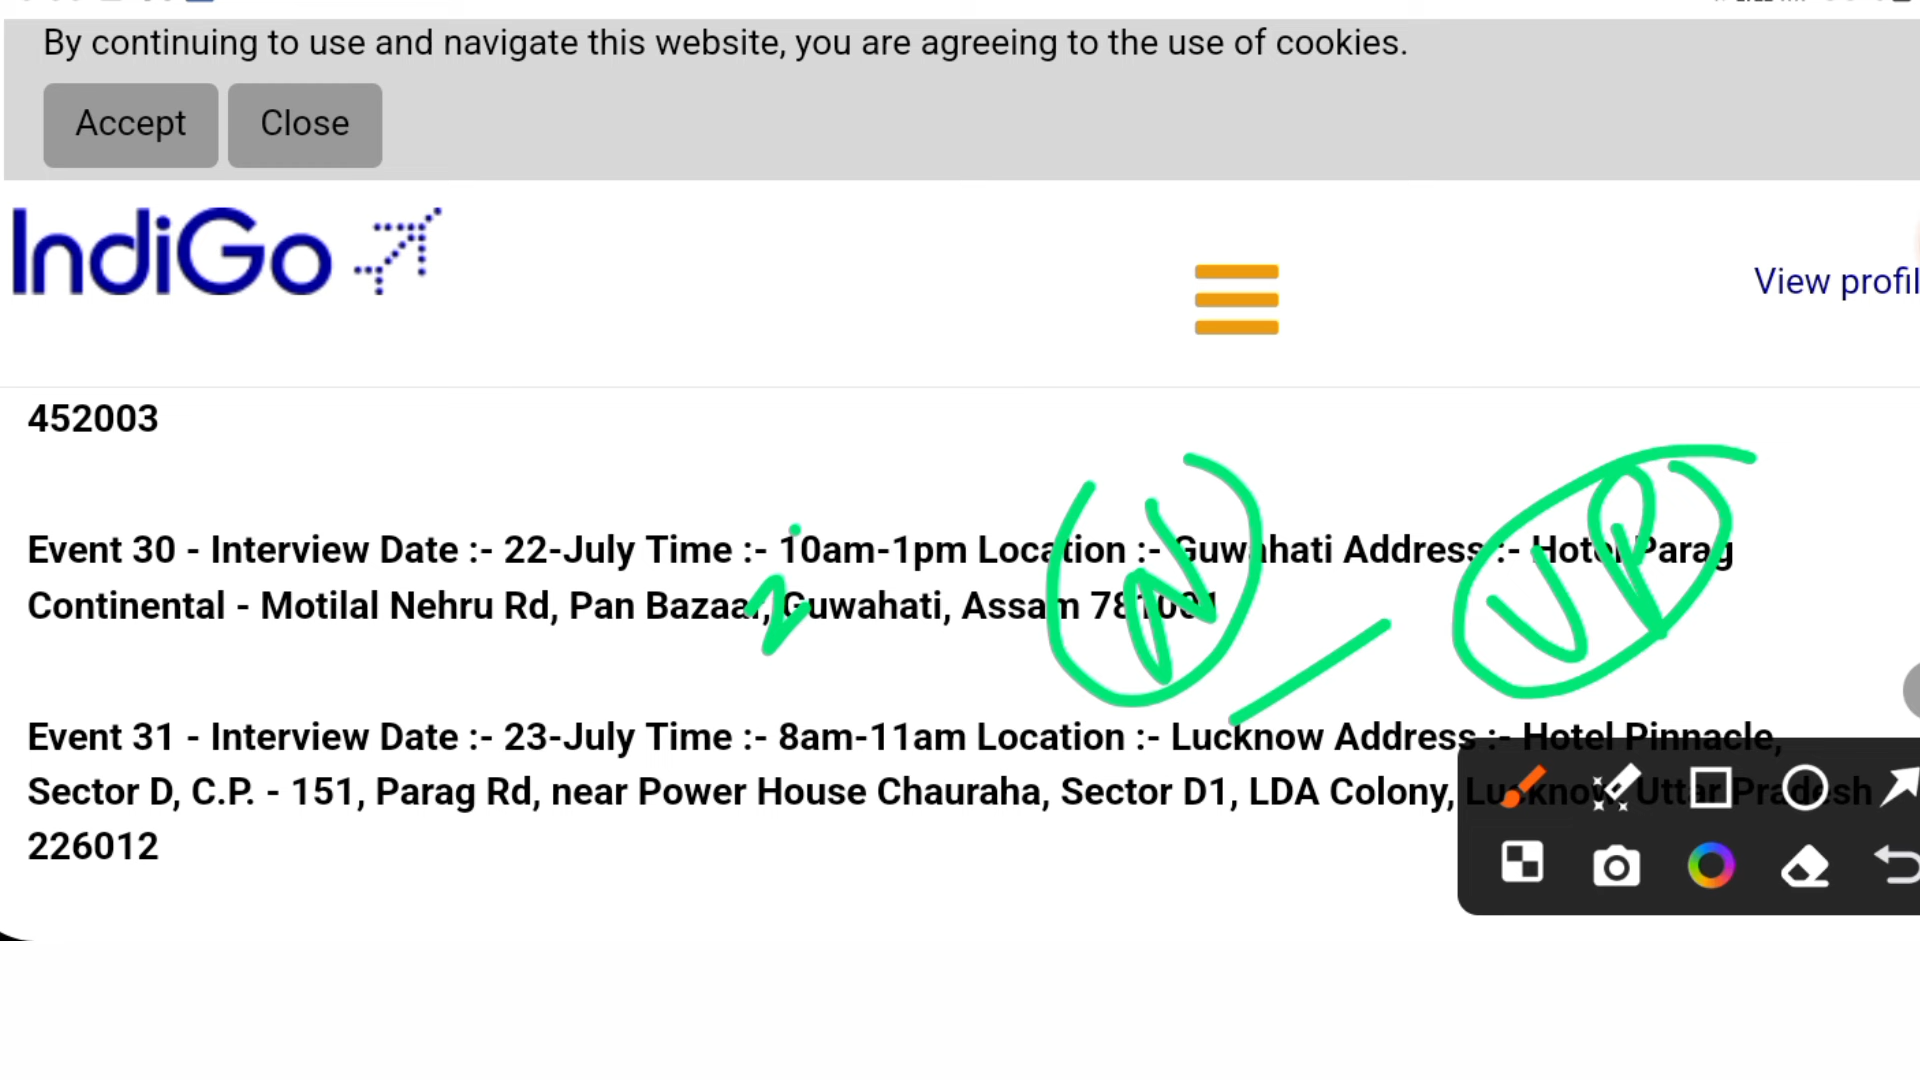 By continuing to use and navigate this website, you are agreeing to the use of cookies.
Accept Close
IndiGo
View profil
452003
Event 30 - Interview Date :- 22-July Time :- 10am-1pm Location :- Guwahati Address :- Hotel Parag
Continental - Motilal Nehru Rd, Pan Bazaar, Guwahati, Assam 781001
N UP
Event 31 - Interview Date :- 23-July Time :- 8am-11am Location :- Lucknow Address :- Hotel Pinnacle,
Sector D, C.P. - 151, Parag Rd, near Power House Chauraha, Sector D1, LDA Colony, Lucknow, Uttar Pradesh
226012